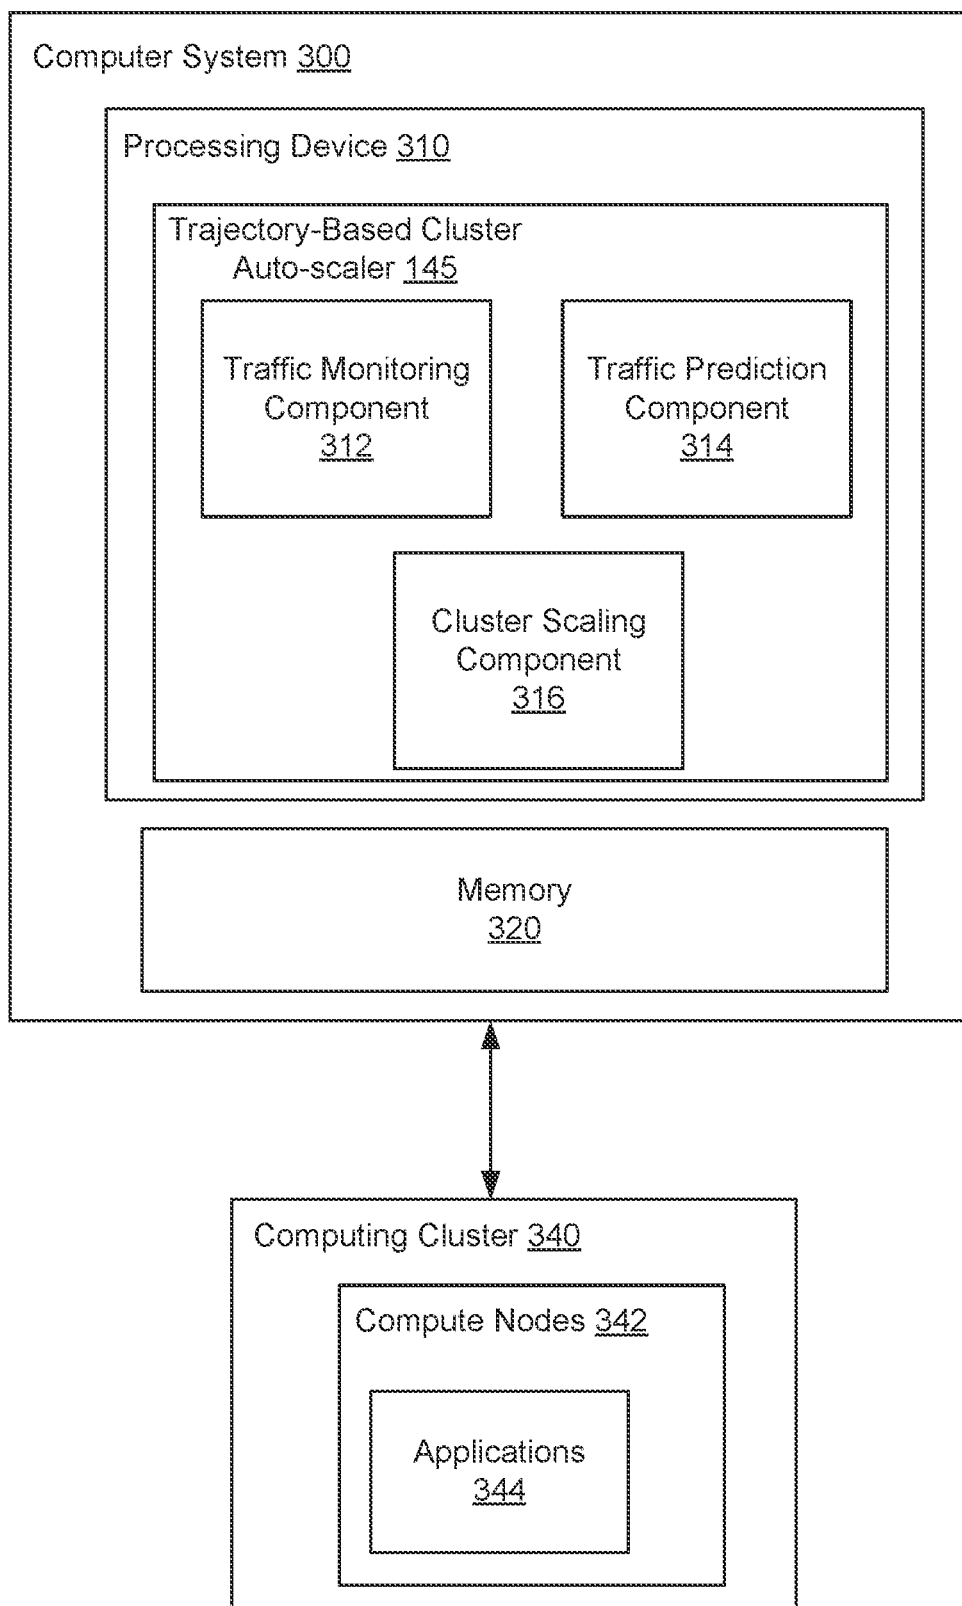 Computer System 300
Processing Device 310
Trajectory-Based Cluster
Auto-scaler 145
Traffic Monitoring
Component
312
Traffic Prediction
Component
314
Cluster Scaling
Component
316
Memory
320
Computing Cluster 340
Compute Nodes 342
Applications
344